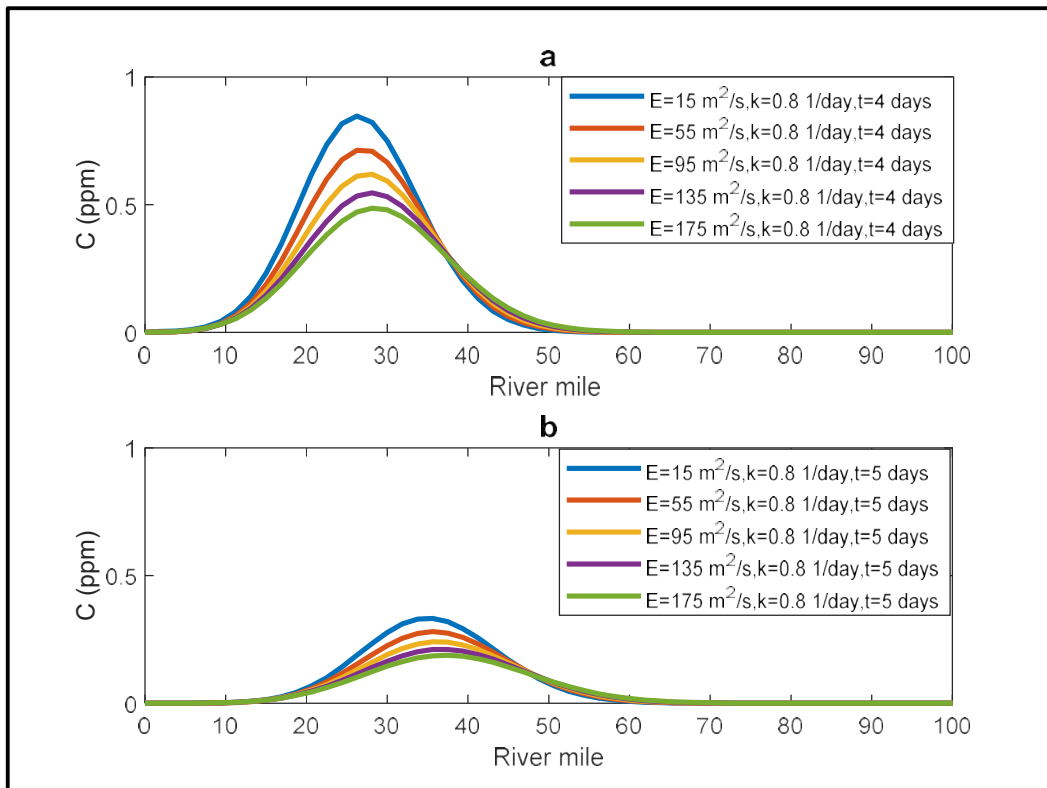 a
1
0.5
0
C (ppm)
E=15 m²/s,k=0.8 1/day,t=4 days
E=55 m²/s,k=0.8 1/day,t=4 days
E=95 m²/s,k=0.8 1/day,t=4 days
E=135 m²/s,k=0.8 1/day,t=4 days
E=175 m²/s,k=0.8 1/day,t=4 days
0 10 20 30 40 50 60 70 80 90 100
River mile
b
1
0.5
0
C (ppm)
E=15 m²/s,k=0.8 1/day,t=5 days
E=55 m²/s,k=0.8 1/day,t=5 days
E=95 m²/s,k=0.8 1/day,t=5 days
E=135 m²/s,k=0.8 1/day,t=5 days
E=175 m²/s,k=0.8 1/day,t=5 days
0 10 20 30 40 50 60 70 80 90 100
River mile